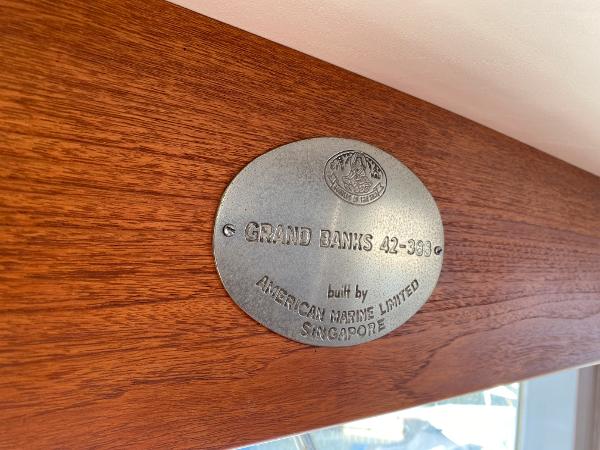 GRAND BANKS 42-393
built by
AMERICAN MARINE LIMITED
SINGAPORE